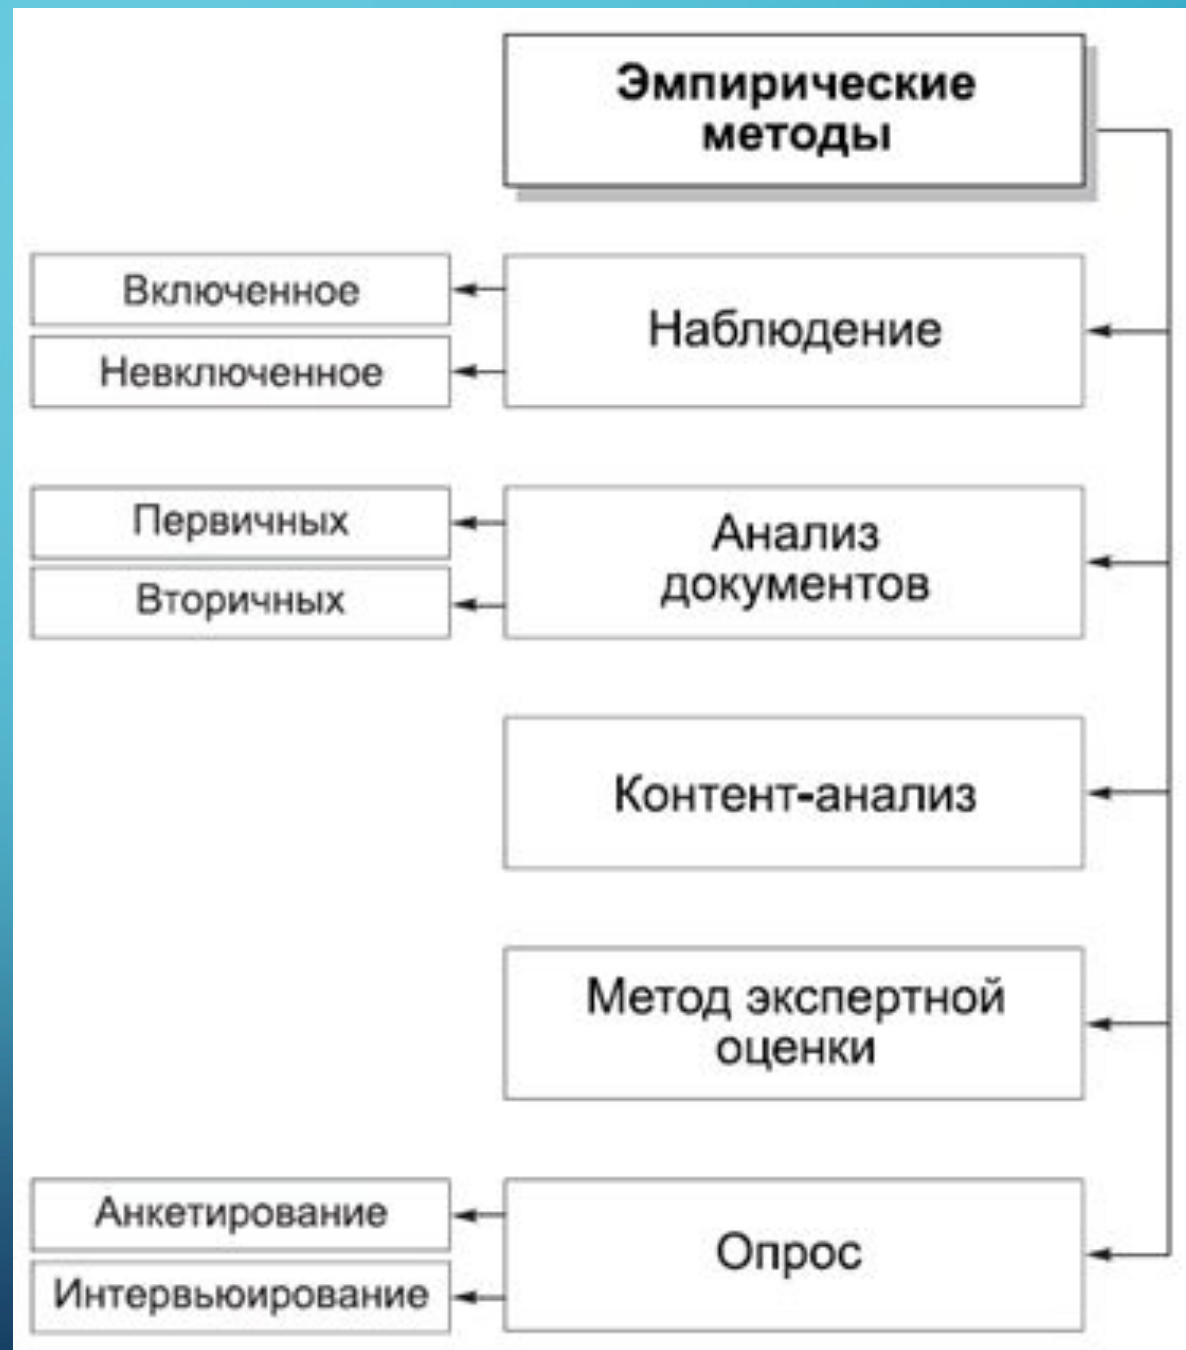 Эмпирические
методы
Включенное
Невключенное
Наблюдение
Первичных
Вторичных
Анализ
документов
Контент-анализ
Метод экспертной
оценки
Анкетирование
Интервьюирование
Опрос